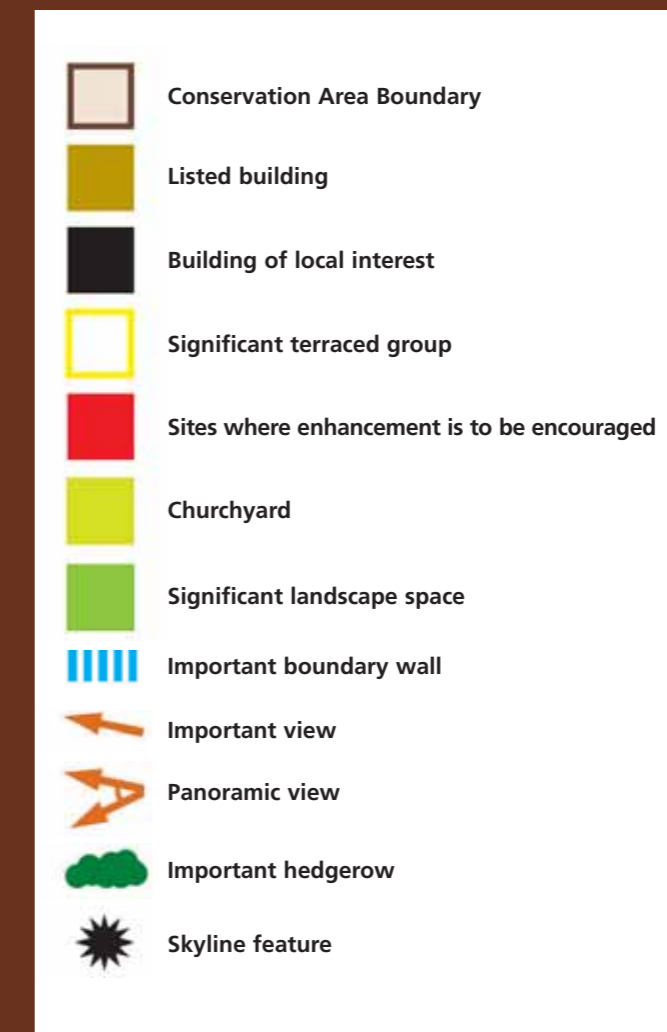 Conservation Area Boundary
Listed building
Building of local interest
Significant terraced group
Sites where enhancement is to be encouraged
Churchyard
Significant landscape space
Important boundary wall
Important view
Panoramic view
Important hedgerow
Skyline feature